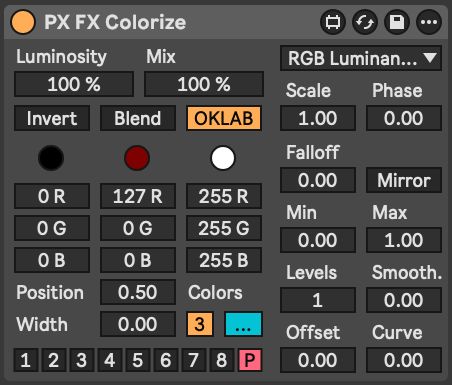 PX FX Colorize
Luminosity Mix
100 % 100 %
Invert Blend OKLAB
0 R 127 R 255 R
0 G 0 G 255 G
0 B 0 B 255 B
Position 0.50 Colors
Width 0.00 3 ...
1 2 3 4 5 6 7 8 P
RGB Luminan...
Scale Phase
1.00 0.00
Falloff
0.00 Mirror
Min Max
0.00 1.00
Levels Smooth.
1 0.00
Offset Curve
0.00 0.00